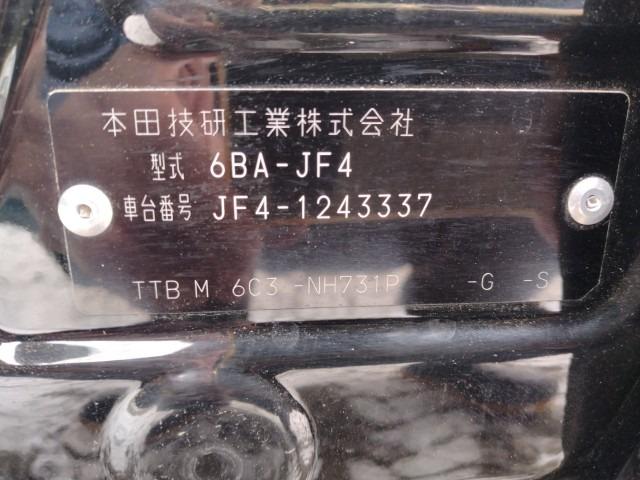 本田技研工業株式会社
型式 6BA-JF4
車台番号 JF4-1243337
TTB M 6C3 -NH731P -G -S